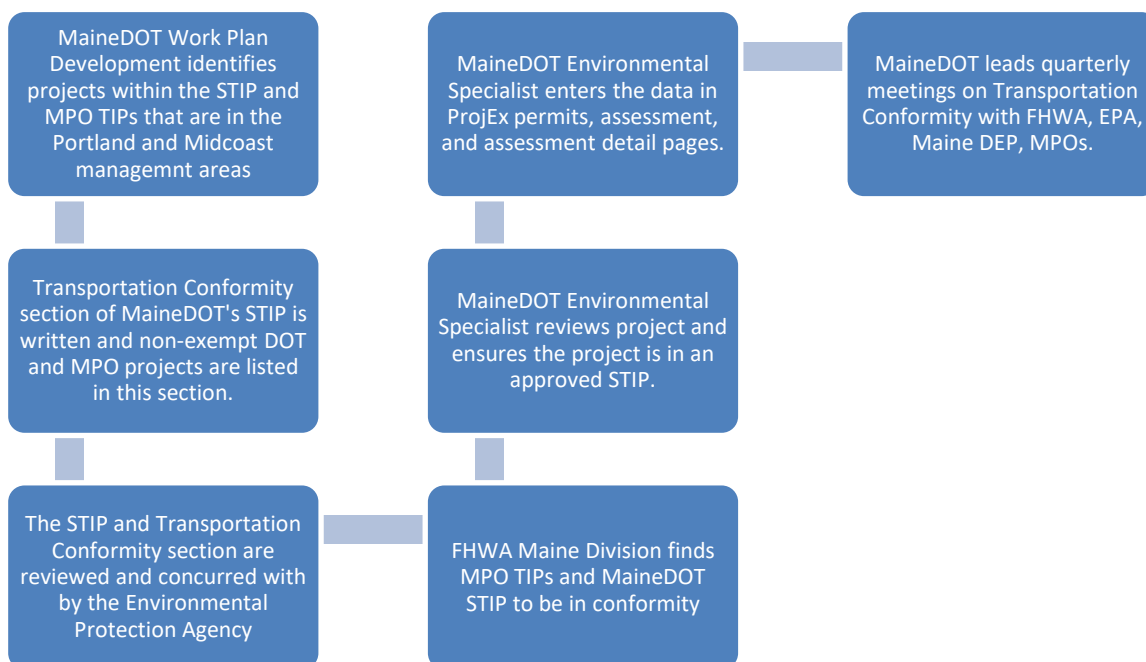 MaineDOT Work Plan
Development identifies
projects within the STIP and
MPO TIPs that are in the
Portland and Midcoast
managemnt areas
Transportation Conformity
section of MaineDOT's STIP is
written and non-exempt DOT
and MPO projects are listed
in this section.
The STIP and Transportation
Conformity section are
reviewed and concurred with
by the Environmental
Protection Agency
FHWA Maine Division finds
MPO TIPs and MaineDOT
STIP to be in conformity
MaineDOT Environmental
Specialist reviews project and
ensures the project is in an
approved STIP.
MaineDOT Environmental
Specialist enters the data in
ProjEx permits, assessment,
and assessment detail pages.
MaineDOT leads quarterly
meetings on Transportation
Conformity with FHWA, EPA,
Maine DEP, MPOs.